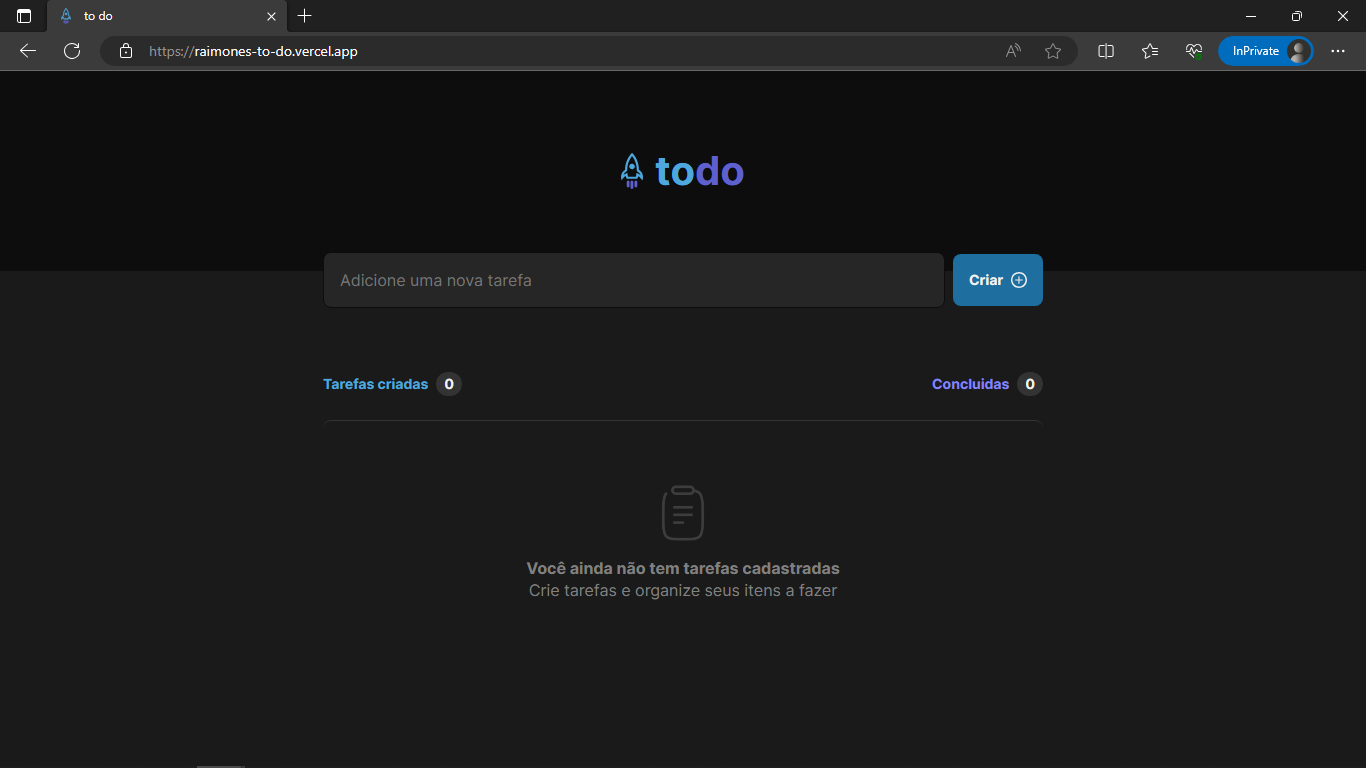 to do
https://raimones-to-do.vercel.app
InPrivate
todo
Adicione uma nova tarefa
Criar
Tarefas criadas 0
Concluidas 0
Você ainda não tem tarefas cadastradas
Crie tarefas e organize seus itens a fazer